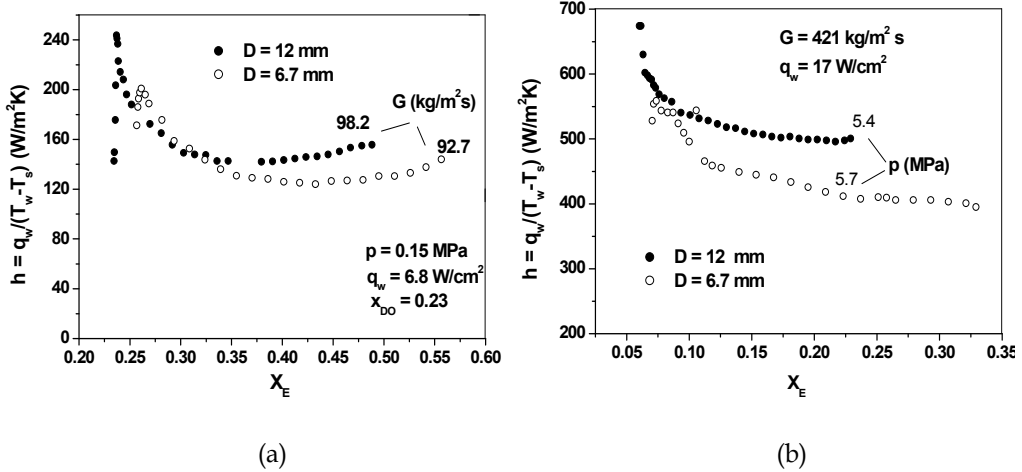 240
200
160
120
80
40
0
h = q_w/(T_w-T_s) (W/m²K)
D = 12 mm
D = 6.7 mm
G (kg/m²s)
98.2
92.7
p = 0.15 MPa
q_w = 6.8 W/cm²
x_DO = 0.23
0.20 0.25 0.30 0.35 0.40 0.45 0.50 0.55 0.60
X_E
(a)
700
600
500
400
300
200
h = q_w/(T_w-T_s) (W/m²K)
G = 421 kg/m² s
q_w = 17 W/cm²
5.4
p (MPa)
5.7
D = 12 mm
D = 6.7 mm
0.05 0.10 0.15 0.20 0.25 0.30 0.35
X_E
(b)